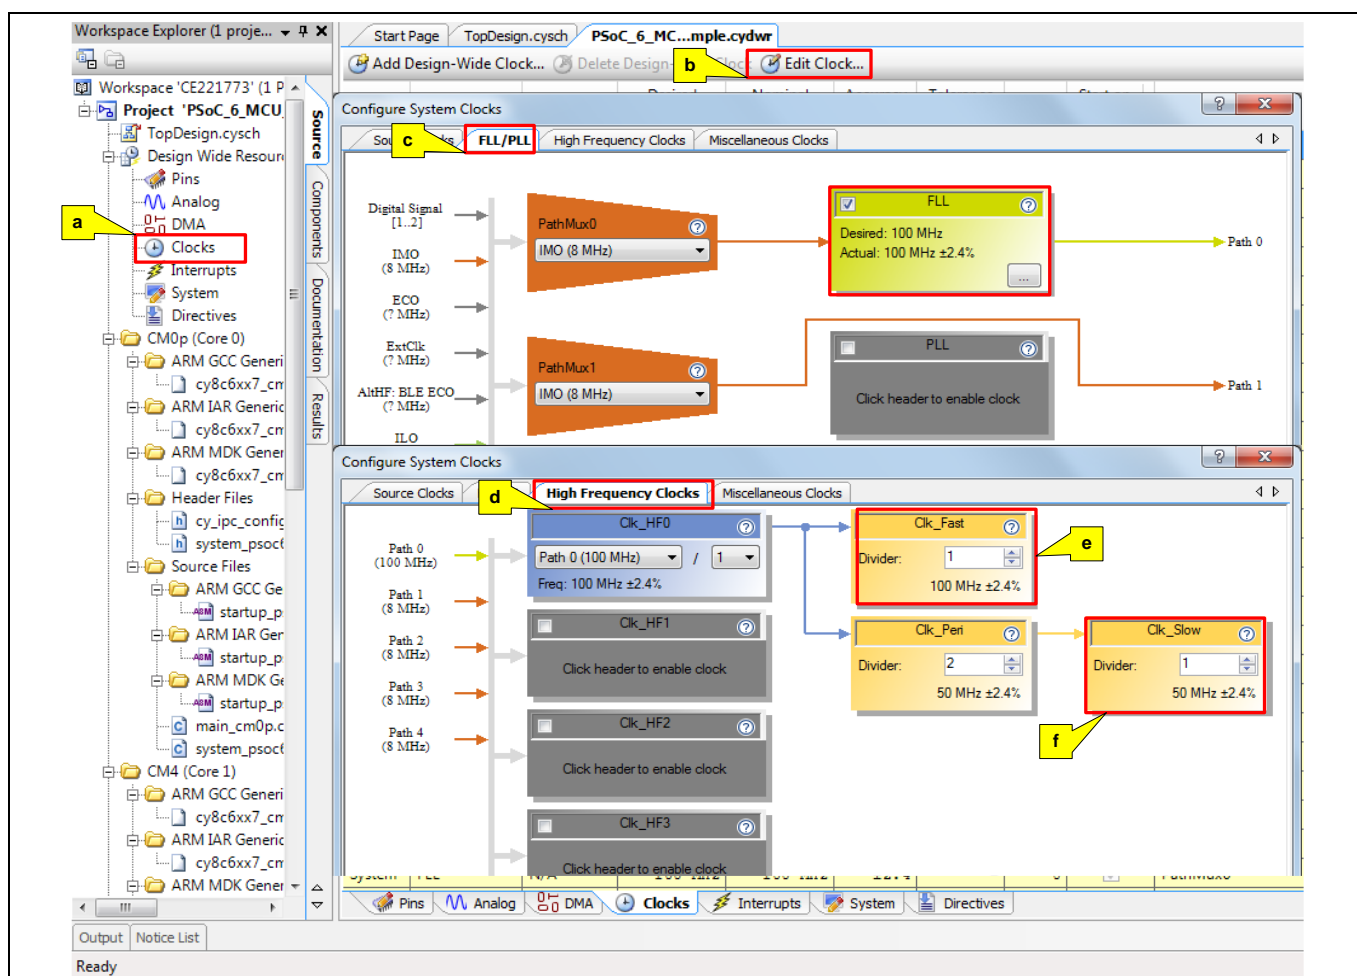 Workspace Explorer (1 proje...
Start Page
TopDesign.cysch
PSoC_6_MC...mple.cydwr
Add Design-Wide Clock...
Delete Design-
Edit Clock...
b
Workspace 'CE221773' (1 P
Project 'PSoC_6_MCU_
TopDesign.cysch
Design Wide Resour
Pins
Analog
DMA
Clocks
Interrupts
System
Directives
a
CM0p (Core 0)
ARM GCC Generi
cy8c6xx7_cm
ARM IAR Generic
cy8c6xx7_cm
ARM MDK Gener
cy8c6xx7_cm
Header Files
cy_ipc_config
system_psoc6
Source Files
ARM GCC Ge
startup_p
ARM IAR Ger
startup_p
ARM MDK Ge
startup_p
main_cm0p.c
system_psoc6
CM4 (Core 1)
ARM GCC Generi
cy8c6xx7_cm
ARM IAR Generic
cy8c6xx7_cm
ARM MDK Gener
Source
Components
Documentation
Results
Configure System Clocks
c
FLL/PLL
High Frequency Clocks
Miscellaneous Clocks
Digital Signal
[1..2]
IMO
(8 MHz)
ECO
(? MHz)
ExtClk
(? MHz)
AltHF: BLE ECO
(? MHz)
ILO
PathMux0
IMO (8 MHz)
FLL
Desired: 100 MHz
Actual: 100 MHz ±2.4%
...
Path 0
PathMux1
IMO (8 MHz)
PLL
Click header to enable clock
Path 1
Configure System Clocks
Source Clocks
d
High Frequency Clocks
Miscellaneous Clocks
Path 0
(100 MHz)
Path 1
(8 MHz)
Path 2
(8 MHz)
Path 3
(8 MHz)
Path 4
(8 MHz)
Clk_HF0
Path 0 (100 MHz) / 1
Freq: 100 MHz ±2.4%
Clk_HF1
Click header to enable clock
Clk_HF2
Click header to enable clock
Clk_HF3
Click header to enable clock
Clk_Fast
Divider: 1
100 MHz ±2.4%
e
Clk_Peri
Divider: 2
50 MHz ±2.4%
Clk_Slow
Divider: 1
50 MHz ±2.4%
f
Pins
Analog
DMA
Clocks
Interrupts
System
Directives
Output
Notice List
Ready